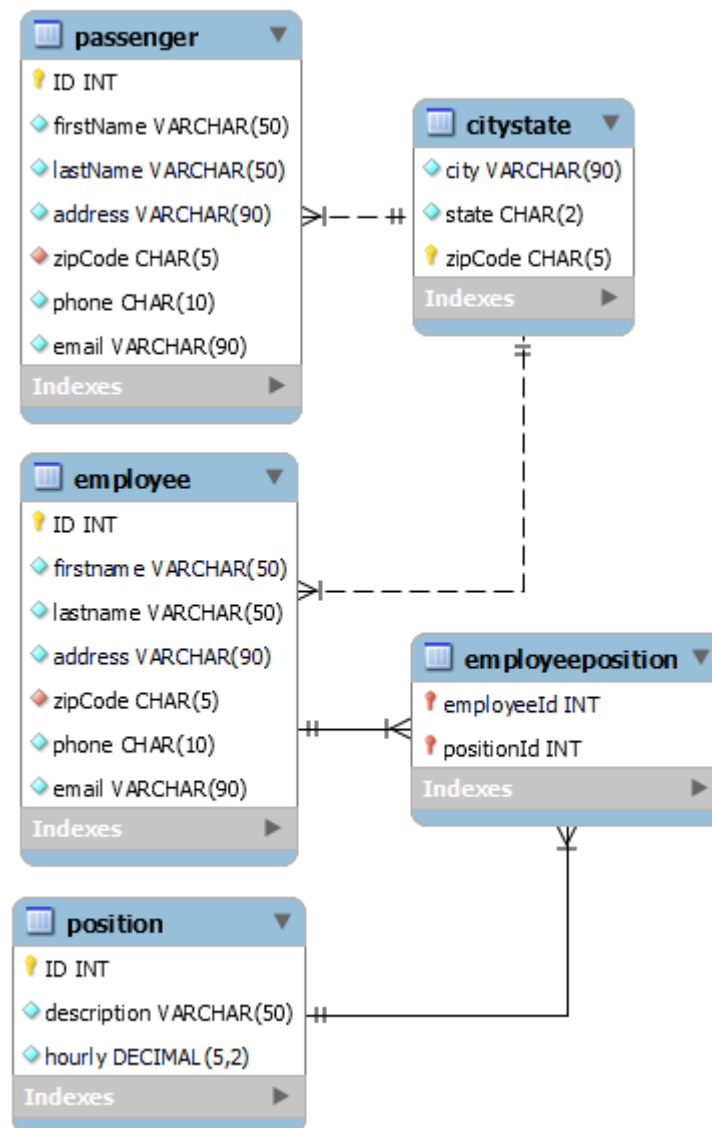 passenger
ID INT
firstName VARCHAR(50)
lastName VARCHAR(50)
address VARCHAR(90)
zipCode CHAR(5)
phone CHAR(10)
email VARCHAR(90)
Indexes
citystate
city VARCHAR(90)
state CHAR(2)
zipCode CHAR(5)
Indexes
employee
ID INT
firstname VARCHAR(50)
lastname VARCHAR(50)
address VARCHAR(90)
zipCode CHAR(5)
phone CHAR(10)
email VARCHAR(90)
Indexes
employeeposition
employeeId INT
positionId INT
Indexes
position
ID INT
description VARCHAR(50)
hourly DECIMAL(5,2)
Indexes